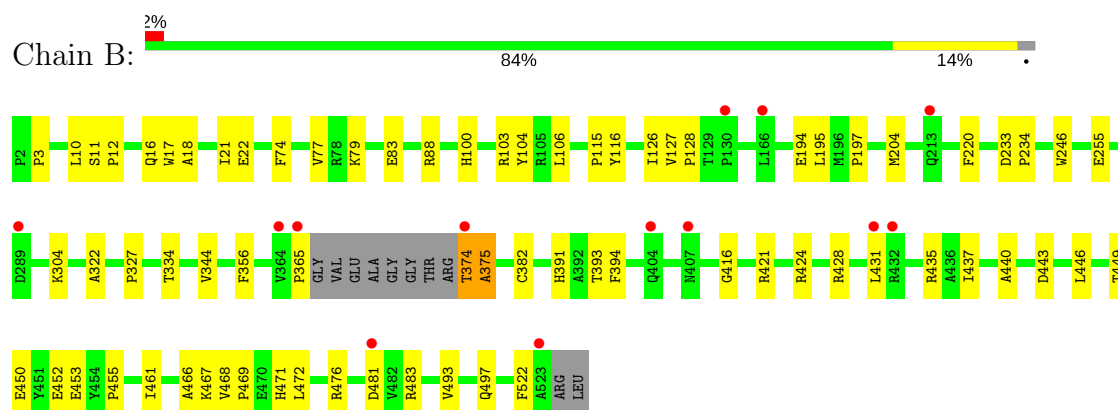 2%
Chain B:
84% 14% •
P2 P3 L10 S11 P12 Q16 W17 A18 I21 E22 F74 V77 R78 K79 E83 R88 H100 R103 Y104 R105 L106 P115 Y116 I126 V127 P128 T129 P130 L166 E194 L195 M196 P197 M204 Q213 F220 D233 P234 W246 E255
D289 K304 A322 P327 T334 V344 F356 V364 P365 GLY VAL GLU ALA GLY GLY THR ARG T374 A375 C382 H391 A392 T393 F394 Q404 N407 G416 R421 R424 R428 L431 R432 R435 A436 I437 A440 D443 L446 T449
E450 Y451 E452 E453 Y454 P455 I461 A466 K467 V468 P469 E470 H471 L472 R476 D481 V482 R483 V493 Q497 F522 A523 ARG LEU